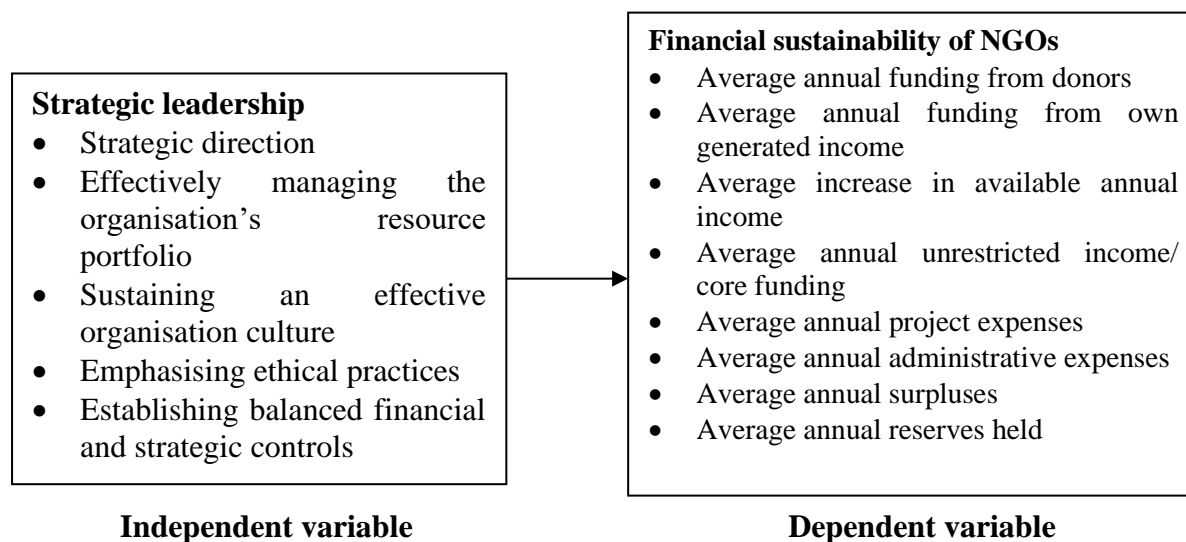 Strategic leadership
• Strategic direction
• Effectively managing the
organisation’s resource
portfolio
• Sustaining an effective
organisation culture
• Emphasising ethical practices
• Establishing balanced financial
and strategic controls
Independent variable
Financial sustainability of NGOs
• Average annual funding from donors
• Average annual funding from own
generated income
• Average increase in available annual
income
• Average annual unrestricted income/
core funding
• Average annual project expenses
• Average annual administrative expenses
• Average annual surpluses
• Average annual reserves held
Dependent variable